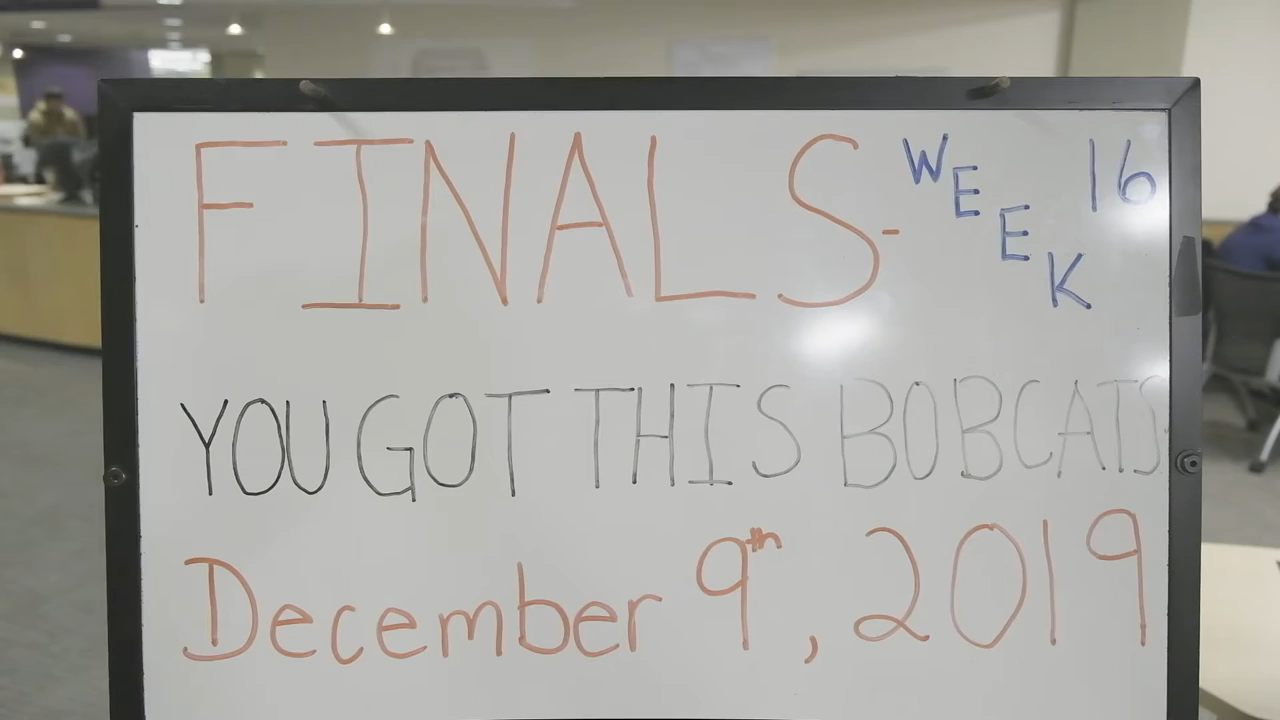 FINALS- WEEK 16
YOU GOT THIS BOBCATS
December 9th, 2019